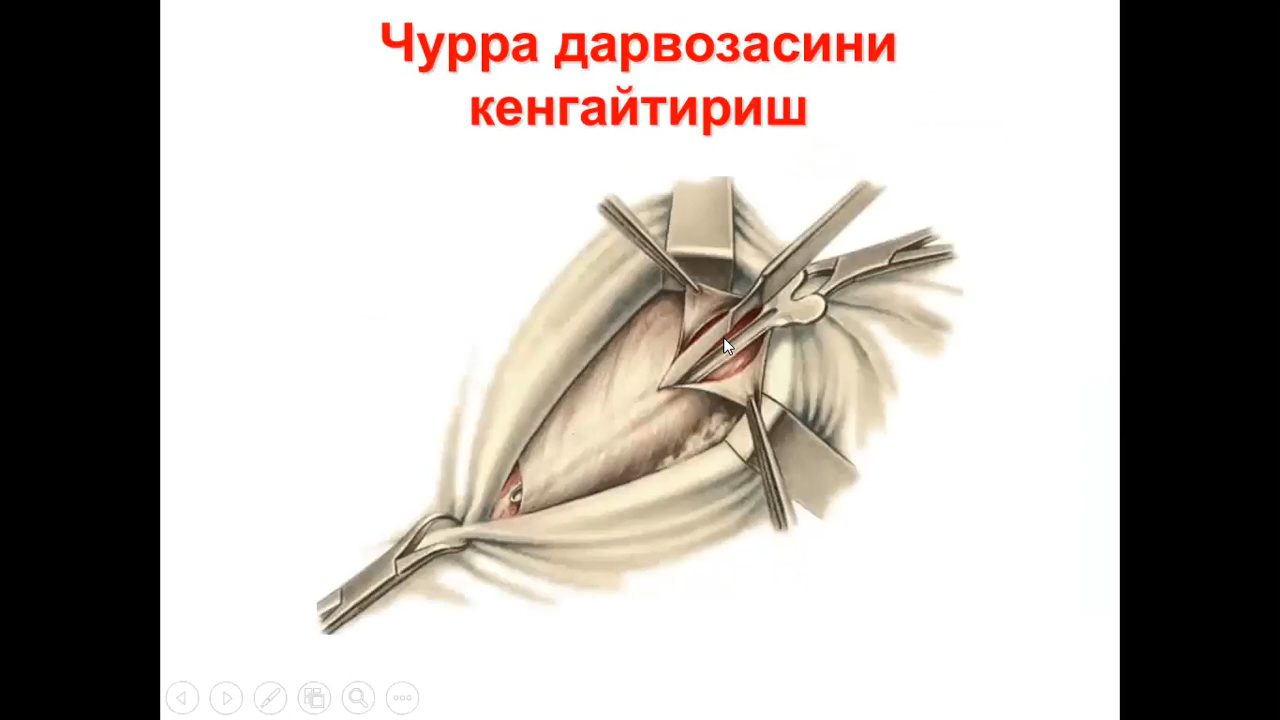 Чурра дарвозасини
кенгайтириш